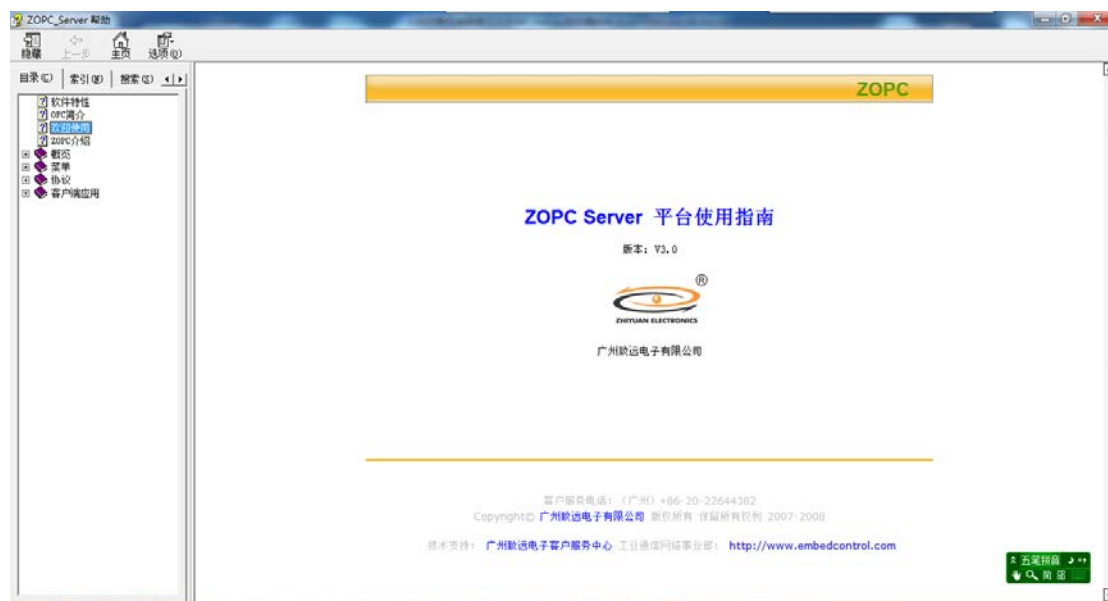 ZOPC_Server 帮助
隐藏 上一步 主页 选项(O)
目录(C) 索引(N) 搜索(S)
软件特性
OPC简介
欢迎使用
ZOPC介绍
概览
菜单
协议
客户端应用
ZOPC
ZOPC Server 平台使用指南
版本: V3.0
®
ZHIYUAN ELECTRONICS
广州致远电子有限公司
客户服务电话: (广州) +86-20-22644382
Copyright© 广州致远电子有限公司 版权所有 保留所有权利 2007-2008
技术支持: 广州致远电子客户服务中心 工业通信网络事业部: http://www.embedcontrol.com
五笔拼音
简